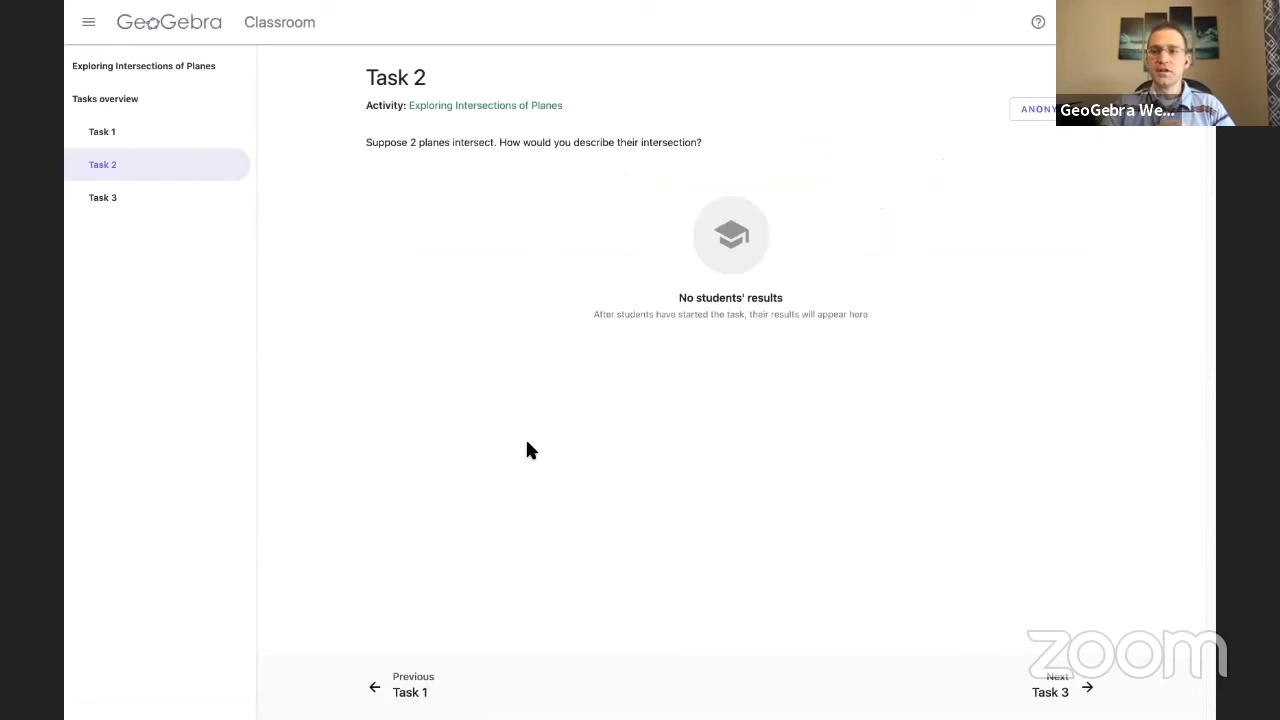 GeoGebra Classroom
GeoGebra We...
Exploring Intersections of Planes
Tasks overview
Task 1
Task 2
Task 3
Task 2
Activity: Exploring Intersections of Planes
ANONY
Suppose 2 planes intersect. How would you describe their intersection?
No students' results
After students have started the task, their results will appear here
Previous
Task 1
Next
Task 3
zoom